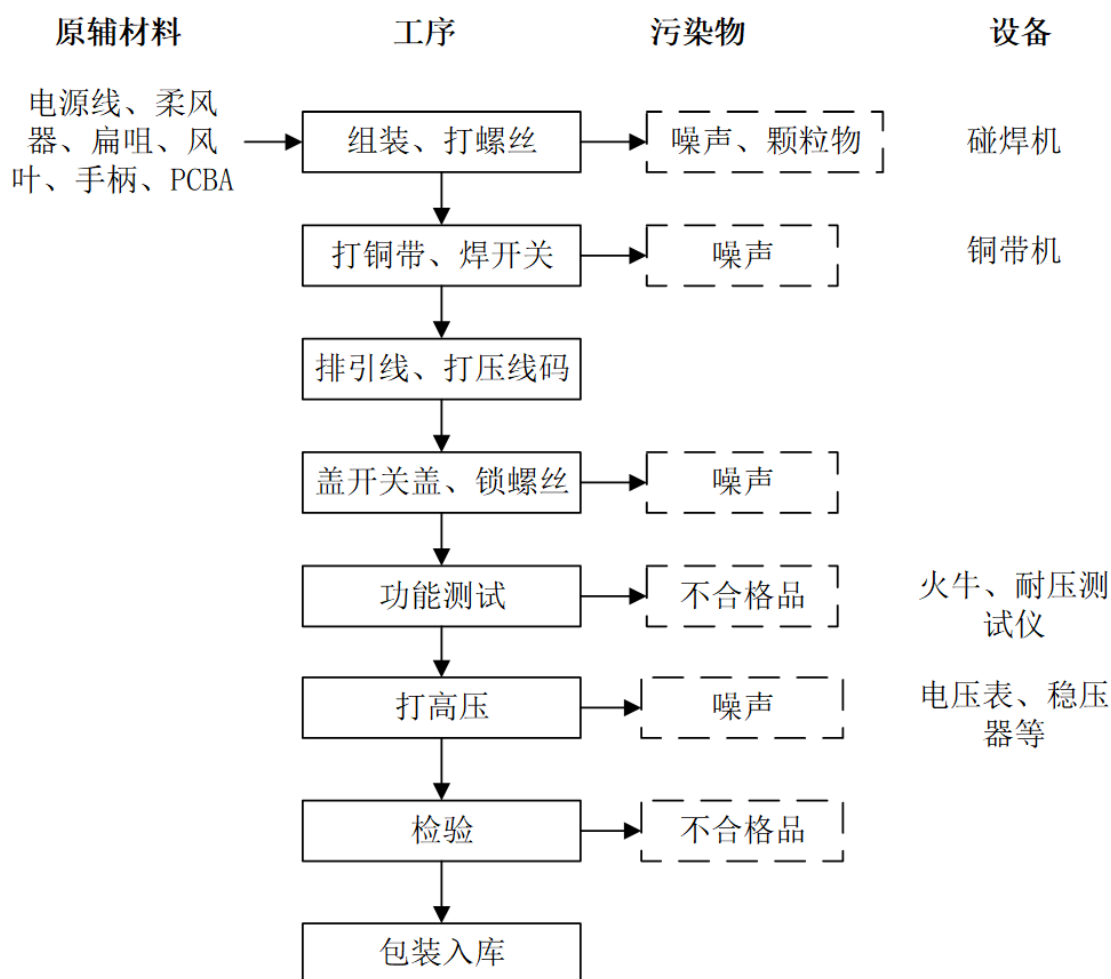 原辅材料 工序 污染物 设备
电源线、柔风
器、扁咀、风
叶、手柄、PCBA
组装、打螺丝 噪声、颗粒物 碰焊机
打铜带、焊开关 噪声 铜带机
排引线、打压线码
盖开关盖、锁螺丝 噪声
功能测试 不合格品 火牛、耐压测
试仪
打高压 噪声 电压表、稳压
器等
检验 不合格品
包装入库